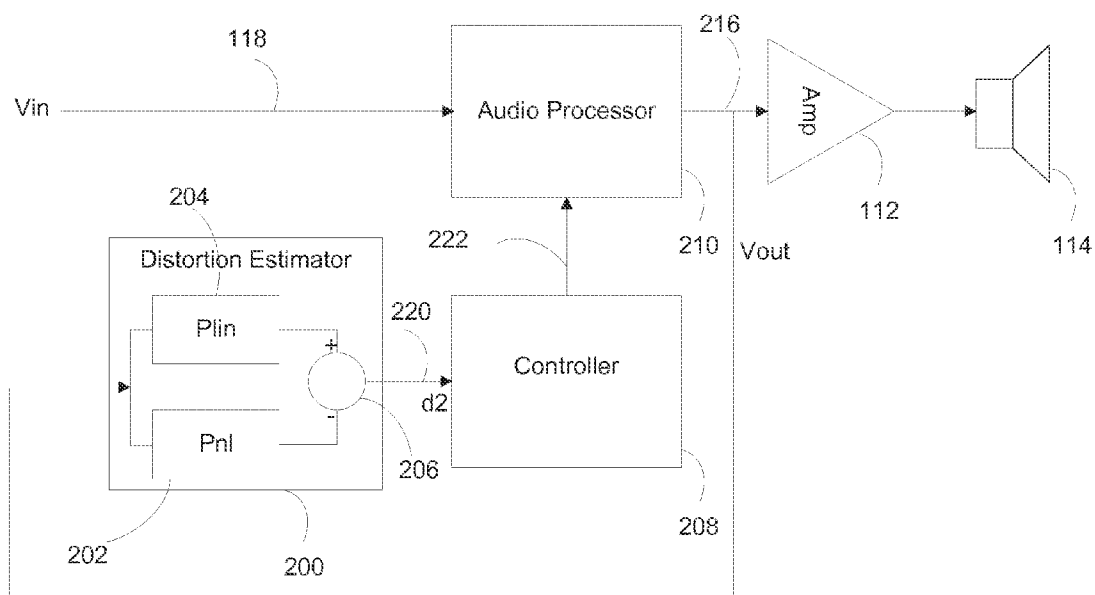 118
216
Vin
Audio Processor
Amp
204
222
210
112
114
Vout
Distortion Estimator
220
Plin
+
Controller
d2
-
Pnl
206
208
202
200